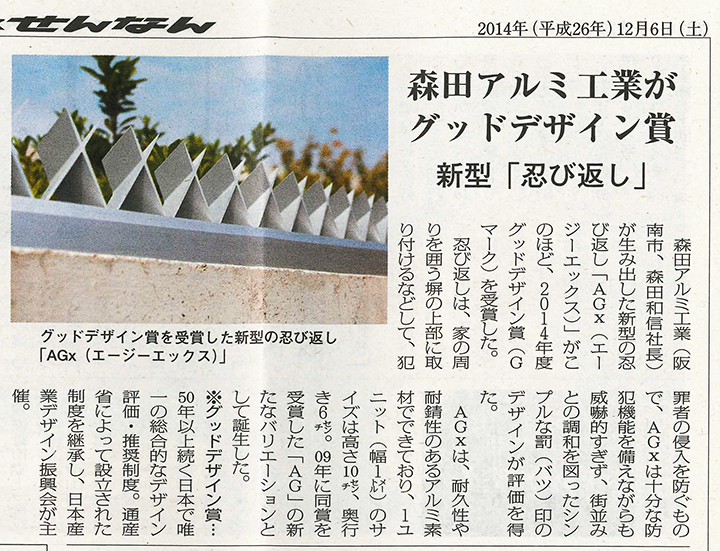 せんなん
2014年（平成26年）12月6日（土）
森田アルミ工業が
グッドデザイン賞
新型「忍び返し」
グッドデザイン賞を受賞した新型の忍び返し
「AGx（エージーエックス）」
森田アルミ工業（阪
南市、森田和信社長）
が生み出した新型の忍
び返し「AGx（エー
ジーエックス）」がこ
のほど、2014年度
グッドデザイン賞（G
マーク）を受賞した。
忍び返しは、家の周
りを囲う塀の上部に取
り付けるなどして、犯
罪者の侵入を防ぐもの
で、AGxは十分な防
犯機能を備えながらも
威嚇的すぎず、街並み
との調和を図ったシン
プルな罰（バツ）印の
デザインが評価を得
た。
AGxは、耐久性や
耐錆性のあるアルミ素
材でできており、1ユ
ニット（幅1㍍）のサ
イズは高さ10㌢、奥行
き6㌢。09年に同賞を
受賞した「AG」の新
たなバリエーションと
して誕生した。
※グッドデザイン賞…
50年以上続く日本で唯
一の総合的なデザイン
評価・推奨制度。通産
省によって設立された
制度を継承し、日本産
業デザイン振興会が主
催。